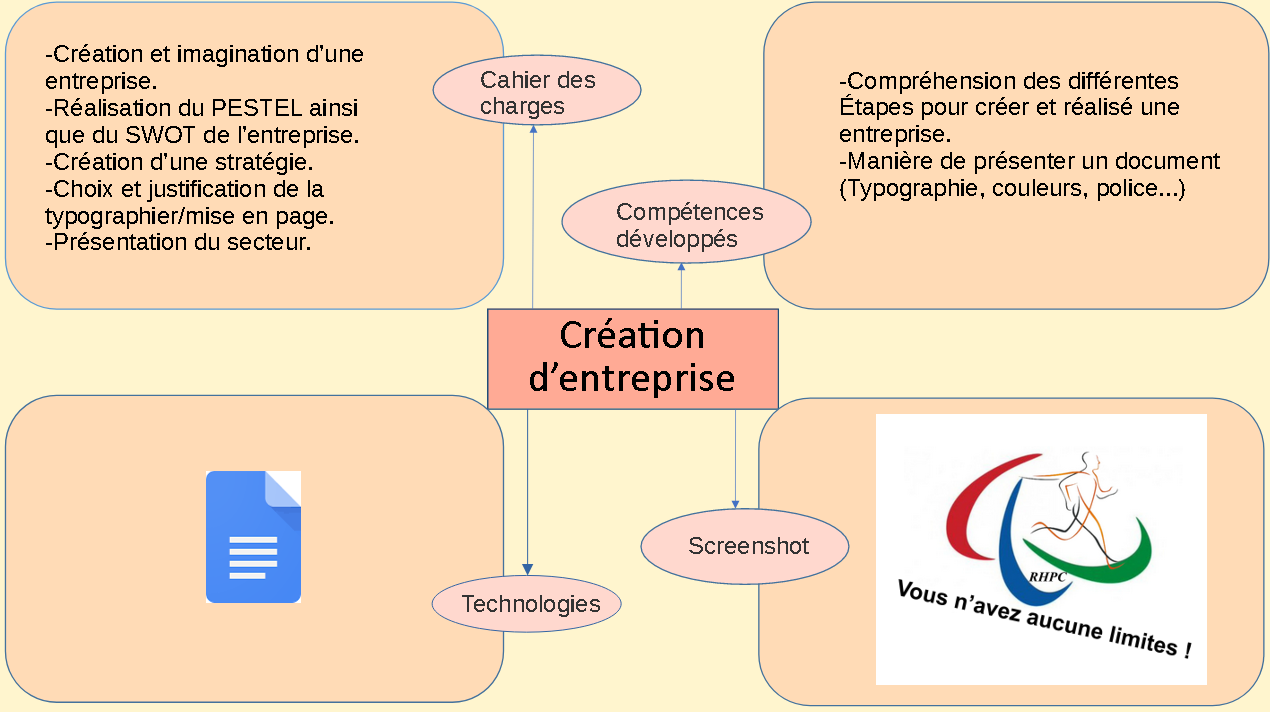 -Création et imagination d'une
entreprise.
-Réalisation du PESTEL ainsi
que du SWOT de l'entreprise.
-Création d'une stratégie.
-Choix et justification de la
typographier/mise en page.
-Présentation du secteur.
Cahier des
charges
-Compréhension des différentes
Étapes pour créer et réalisé une
entreprise.
-Manière de présenter un document
(Typographie, couleurs, police...)
Compétences
développés
Création
d'entreprise
Technologies
Screenshot
RHPC
Vous n'avez aucune limites !